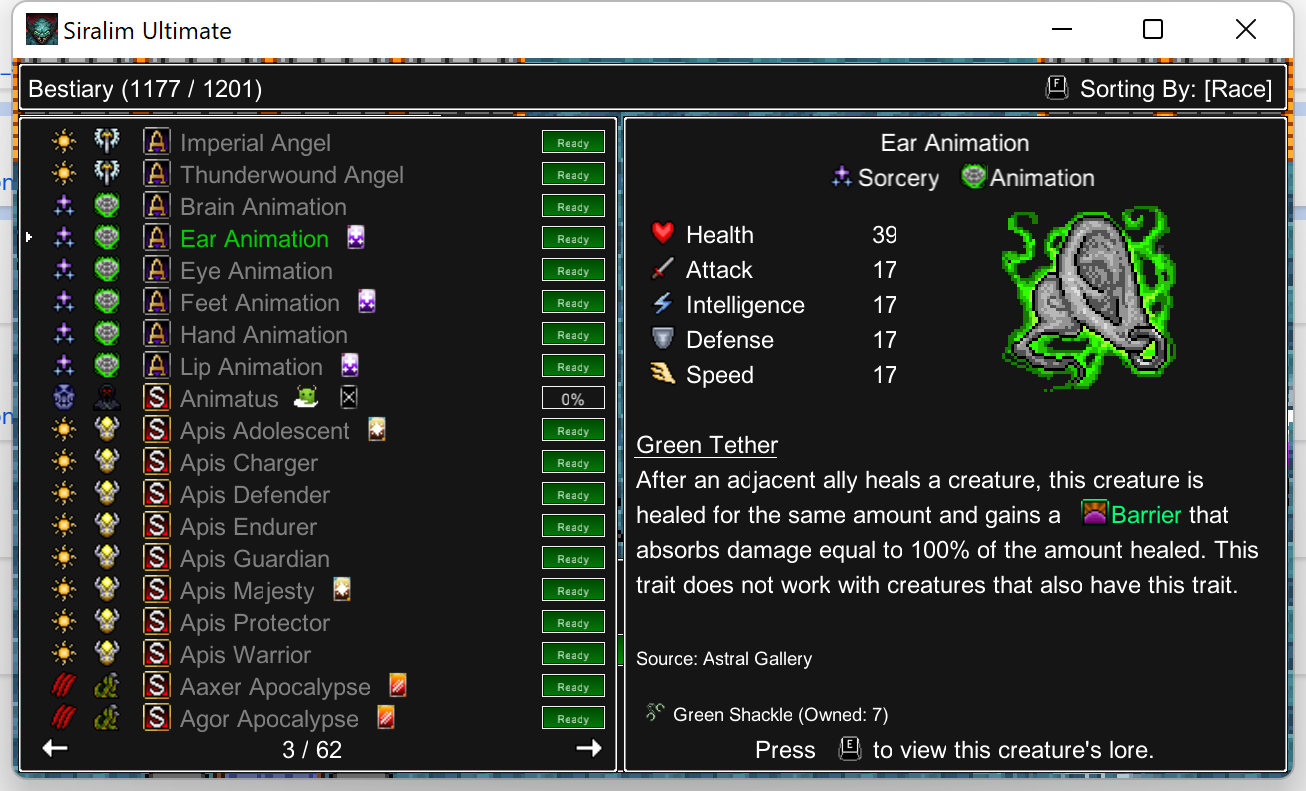 Siralim Ultimate
Bestiary (1177 / 1201)
F Sorting By: [Race]
A Imperial Angel Ready
A Thunderwound Angel Ready
A Brain Animation Ready
A Ear Animation Ready
A Eye Animation Ready
A Feet Animation Ready
A Hand Animation Ready
A Lip Animation Ready
S Animatus 0%
S Apis Adolescent Ready
S Apis Charger Ready
S Apis Defender Ready
S Apis Endurer Ready
S Apis Guardian Ready
S Apis Majesty Ready
S Apis Protector Ready
S Apis Warrior Ready
S Aaxer Apocalypse Ready
S Agor Apocalypse Ready
3 / 62
Ear Animation
Sorcery Animation
Health 39
Attack 17
Intelligence 17
Defense 17
Speed 17
Green Tether
After an adjacent ally heals a creature, this creature is
healed for the same amount and gains a Barrier that
absorbs damage equal to 100% of the amount healed. This
trait does not work with creatures that also have this trait.
Source: Astral Gallery
Green Shackle (Owned: 7)
Press E to view this creature's lore.